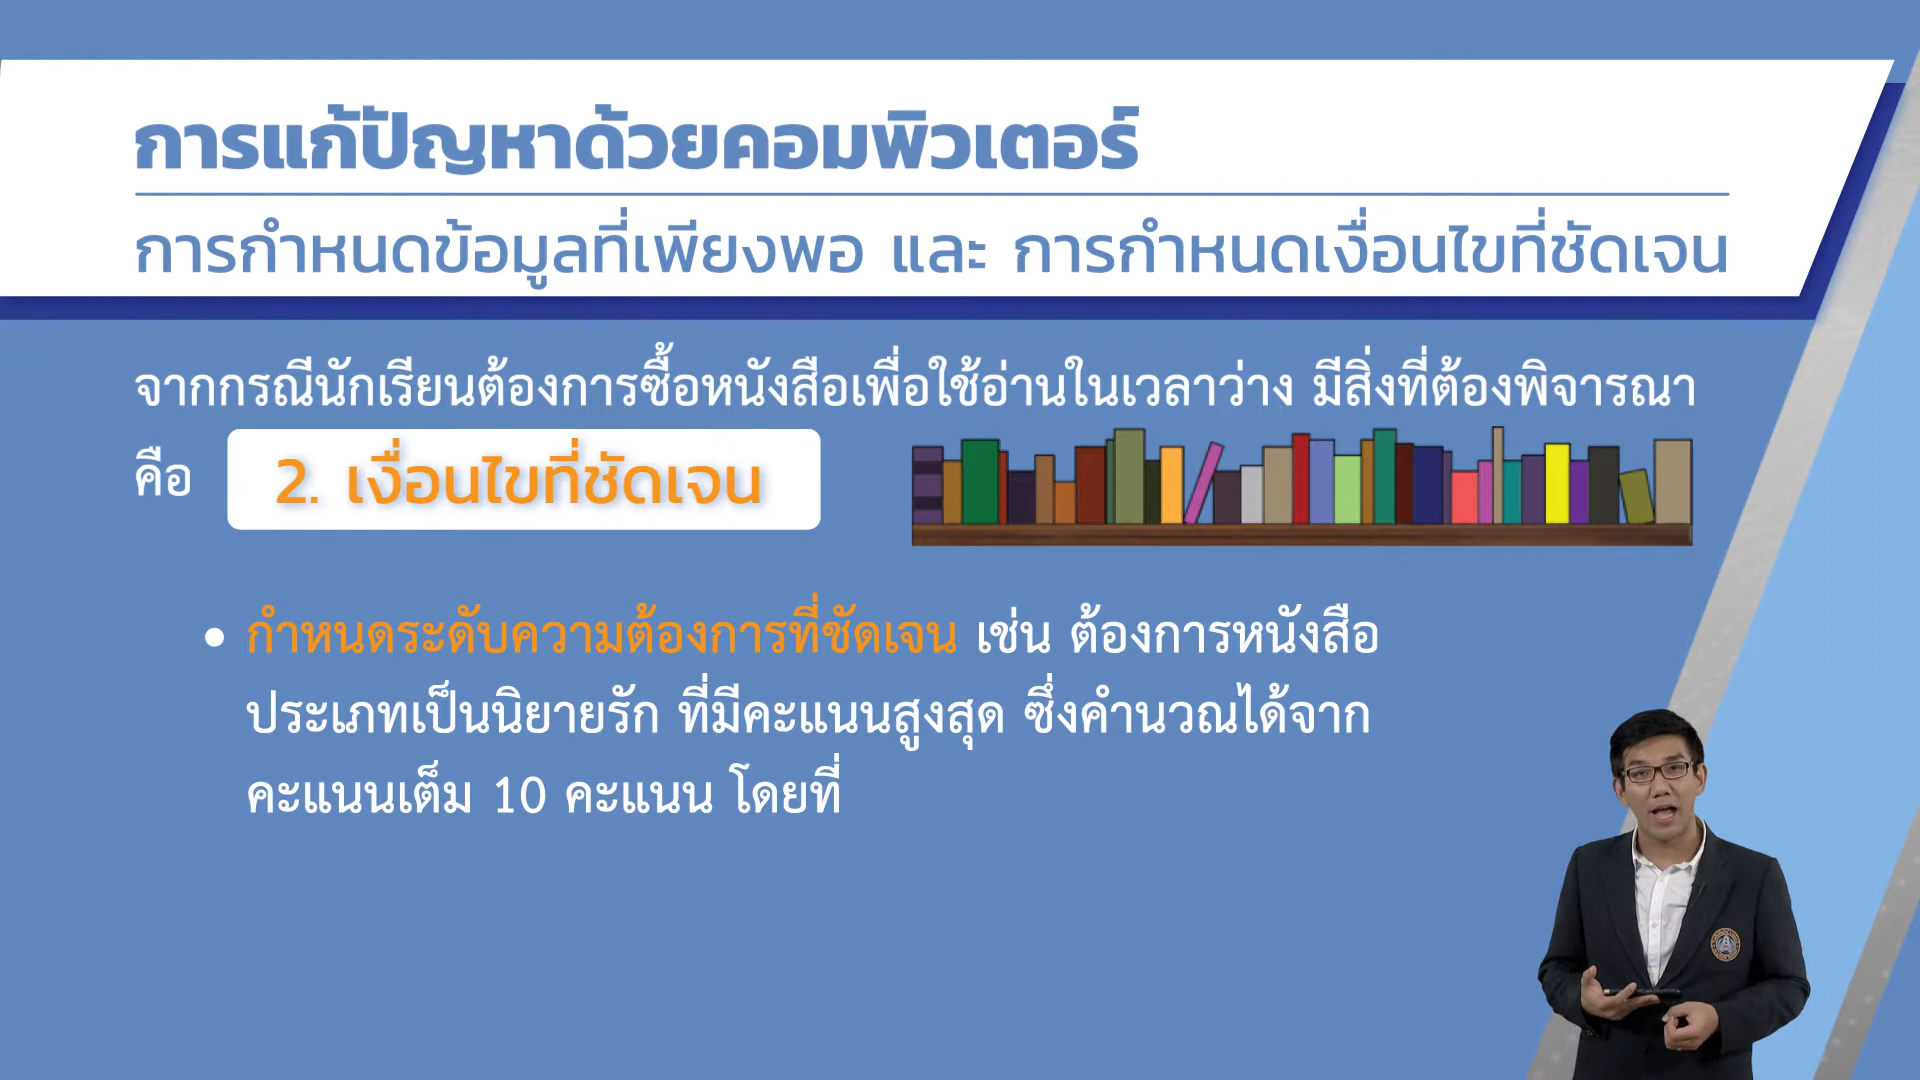 การแก้ปัญหาด้วยคอมพิวเตอร์
การกำหนดข้อมูลที่เพียงพอ และ การกำหนดเงื่อนไขที่ชัดเจน
จากกรณีนักเรียนต้องการซื้อหนังสือเพื่อใช้อ่านในเวลาว่าง มีสิ่งที่ต้องพิจารณา
คือ 2. เงื่อนไขที่ชัดเจน
• กำหนดระดับความต้องการที่ชัดเจน เช่น ต้องการหนังสือ
ประเภทเป็นนิยายรัก ที่มีคะแนนสูงสุด ซึ่งคำนวณได้จาก
คะแนนเต็ม 10 คะแนน โดยที่